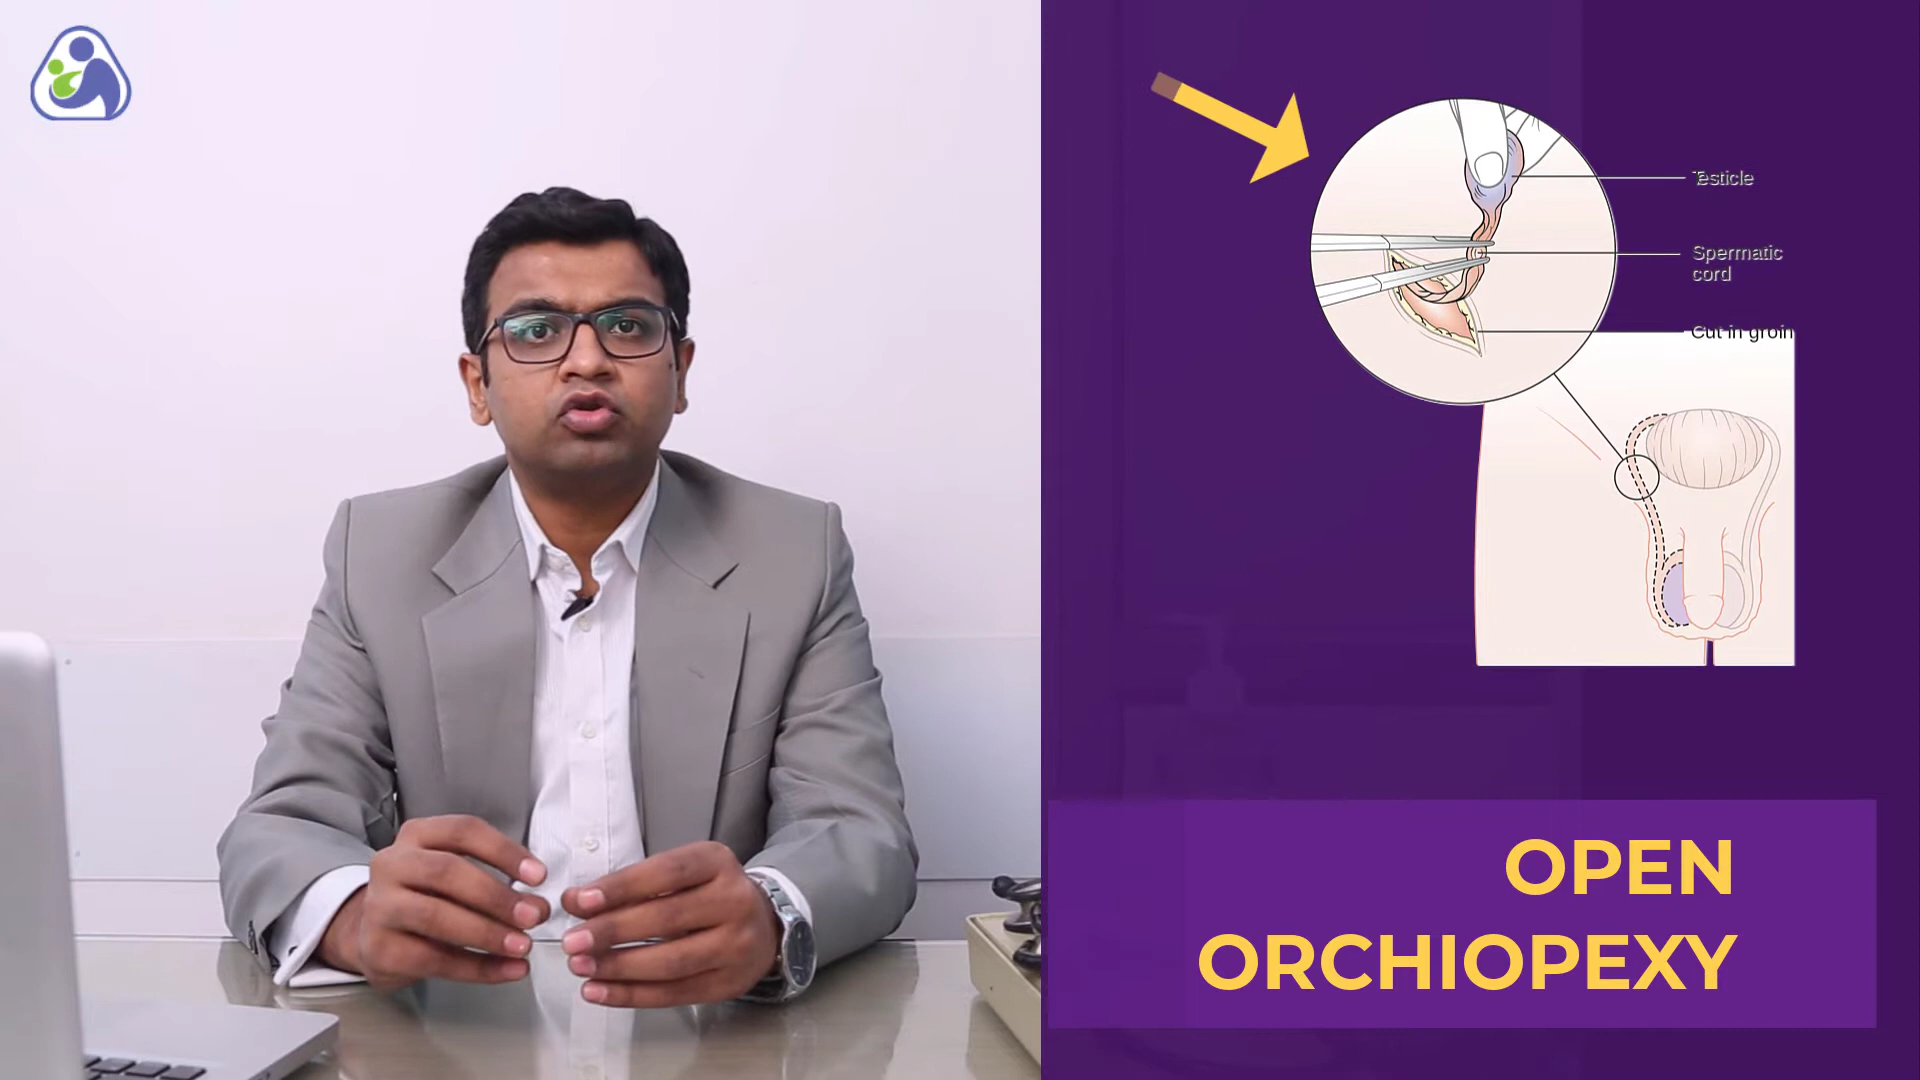 Testicle
Spermatic
cord
Cut in groin
OPEN
ORCHIOPEXY